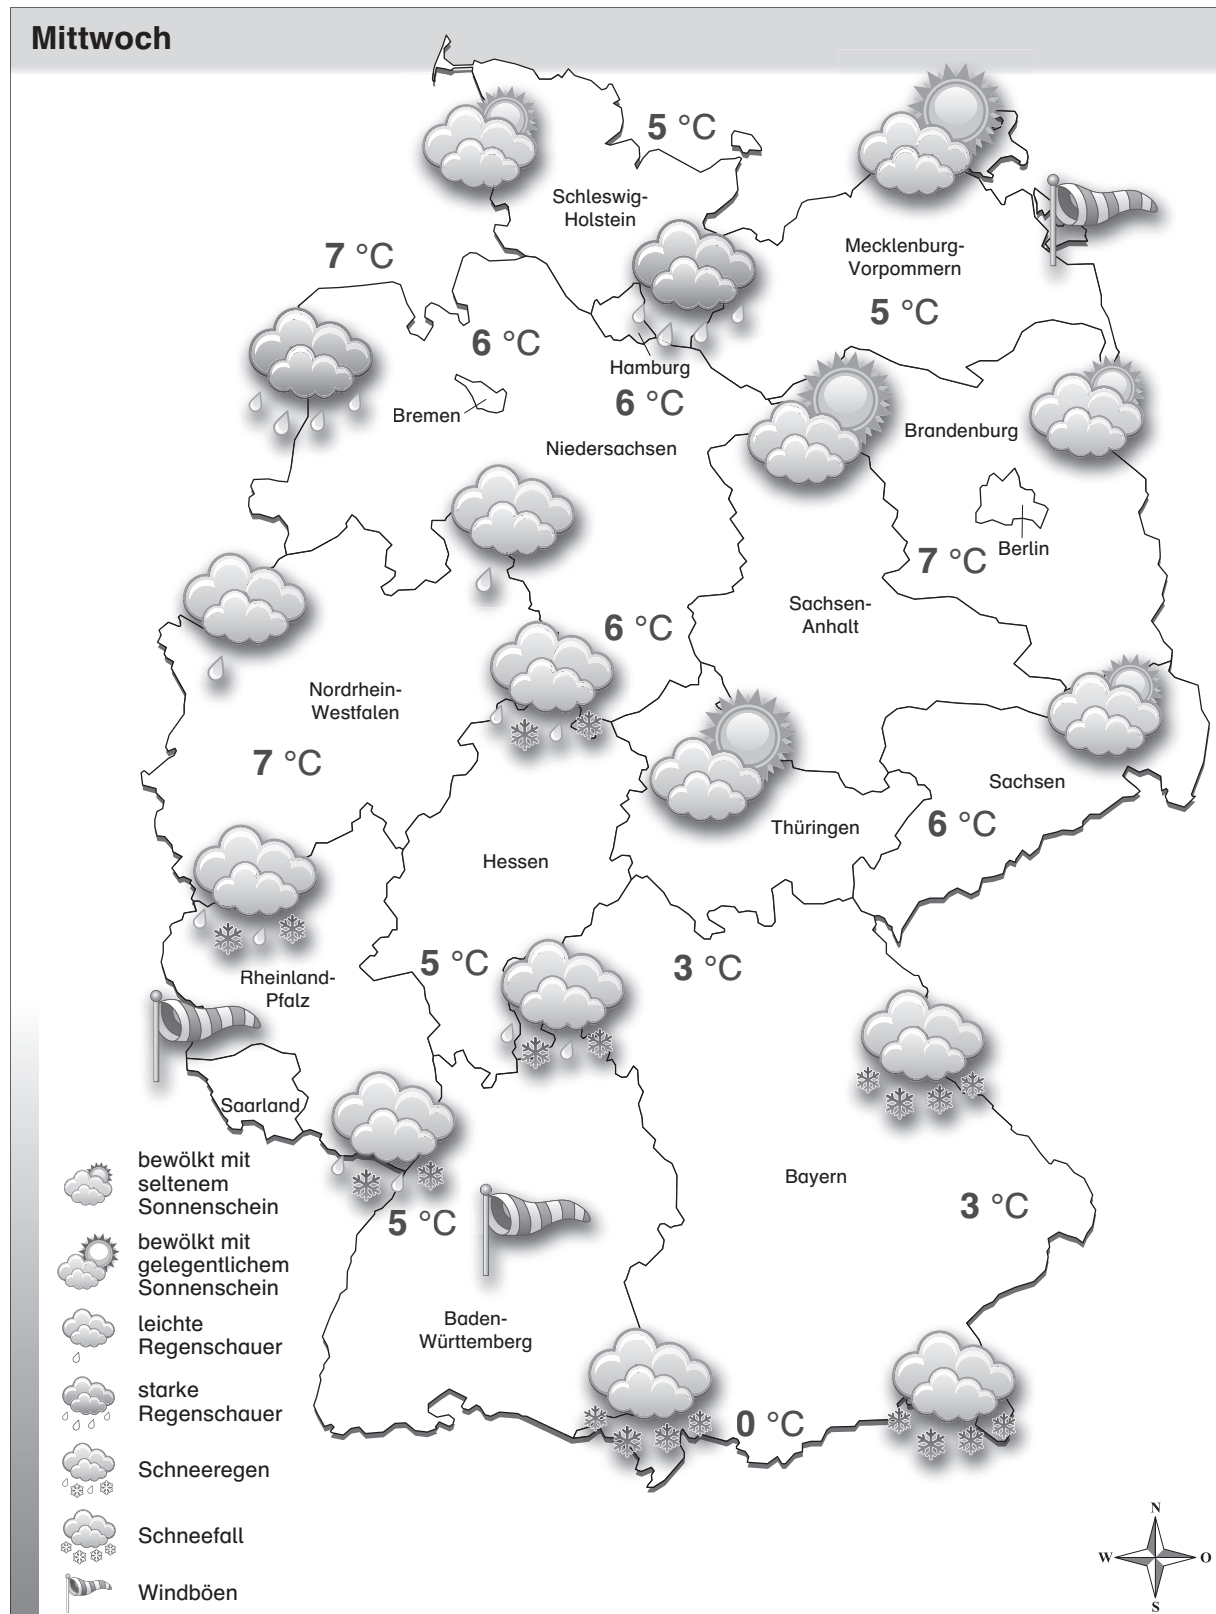 Mittwoch
5 °C
Schleswig-
Holstein
Mecklenburg-
Vorpommern
7 °C
5 °C
6 °C
Hamburg
6 °C
Bremen
Niedersachsen
Brandenburg
Berlin
7 °C
Sachsen-
Anhalt
6 °C
Nordrhein-
Westfalen
7 °C
Sachsen
6 °C
Thüringen
Hessen
5 °C
3 °C
Rheinland-
Pfalz
Saarland
Bayern
3 °C
5 °C
Baden-
Württemberg
0 °C
bewölkt mit
seltenem
Sonnenschein
bewölkt mit
gelegentlichem
Sonnenschein
leichte
Regenschauer
starke
Regenschauer
Schneeregen
Schneefall
Windböen
N
W
O
S